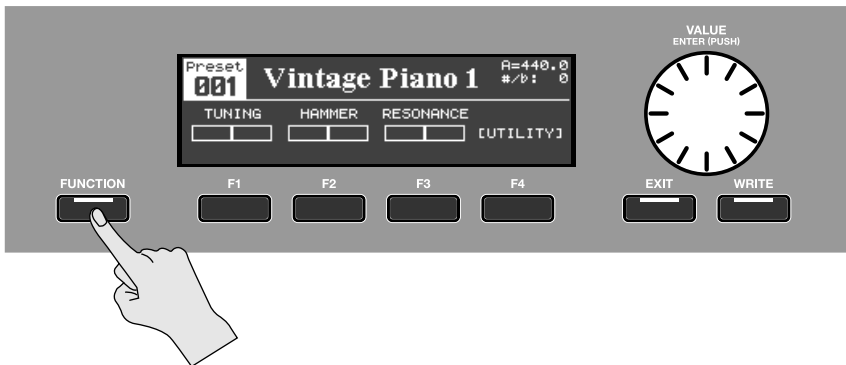 VALUE
ENTER (PUSH)
Preset
001
Vintage Piano 1
A=440.0
#/♭: 0
TUNING HAMMER RESONANCE
[UTILITY]
FUNCTION F1 F2 F3 F4 EXIT WRITE